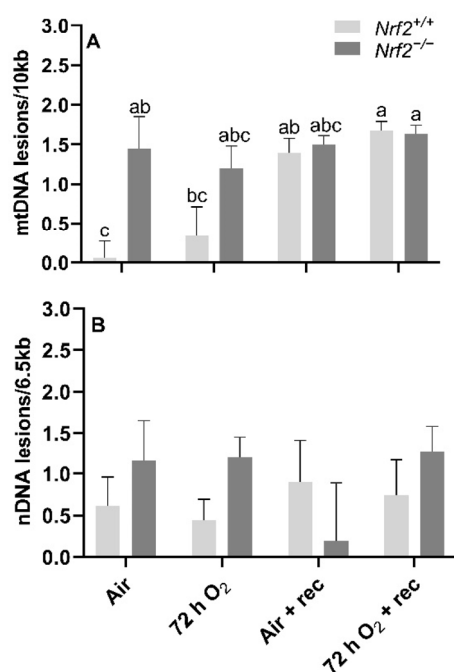 A
Nrf2+/+
Nrf2−/−
mtDNA lesions/10kb
3.0
2.5
2.0
1.5
1.0
0.5
0.0
c
ab
bc
abc
ab
abc
a
a
B
nDNA lesions/6.5kb
3.0
2.5
2.0
1.5
1.0
0.5
0.0
Air
72 h O2
Air + rec
72 h O2 + rec